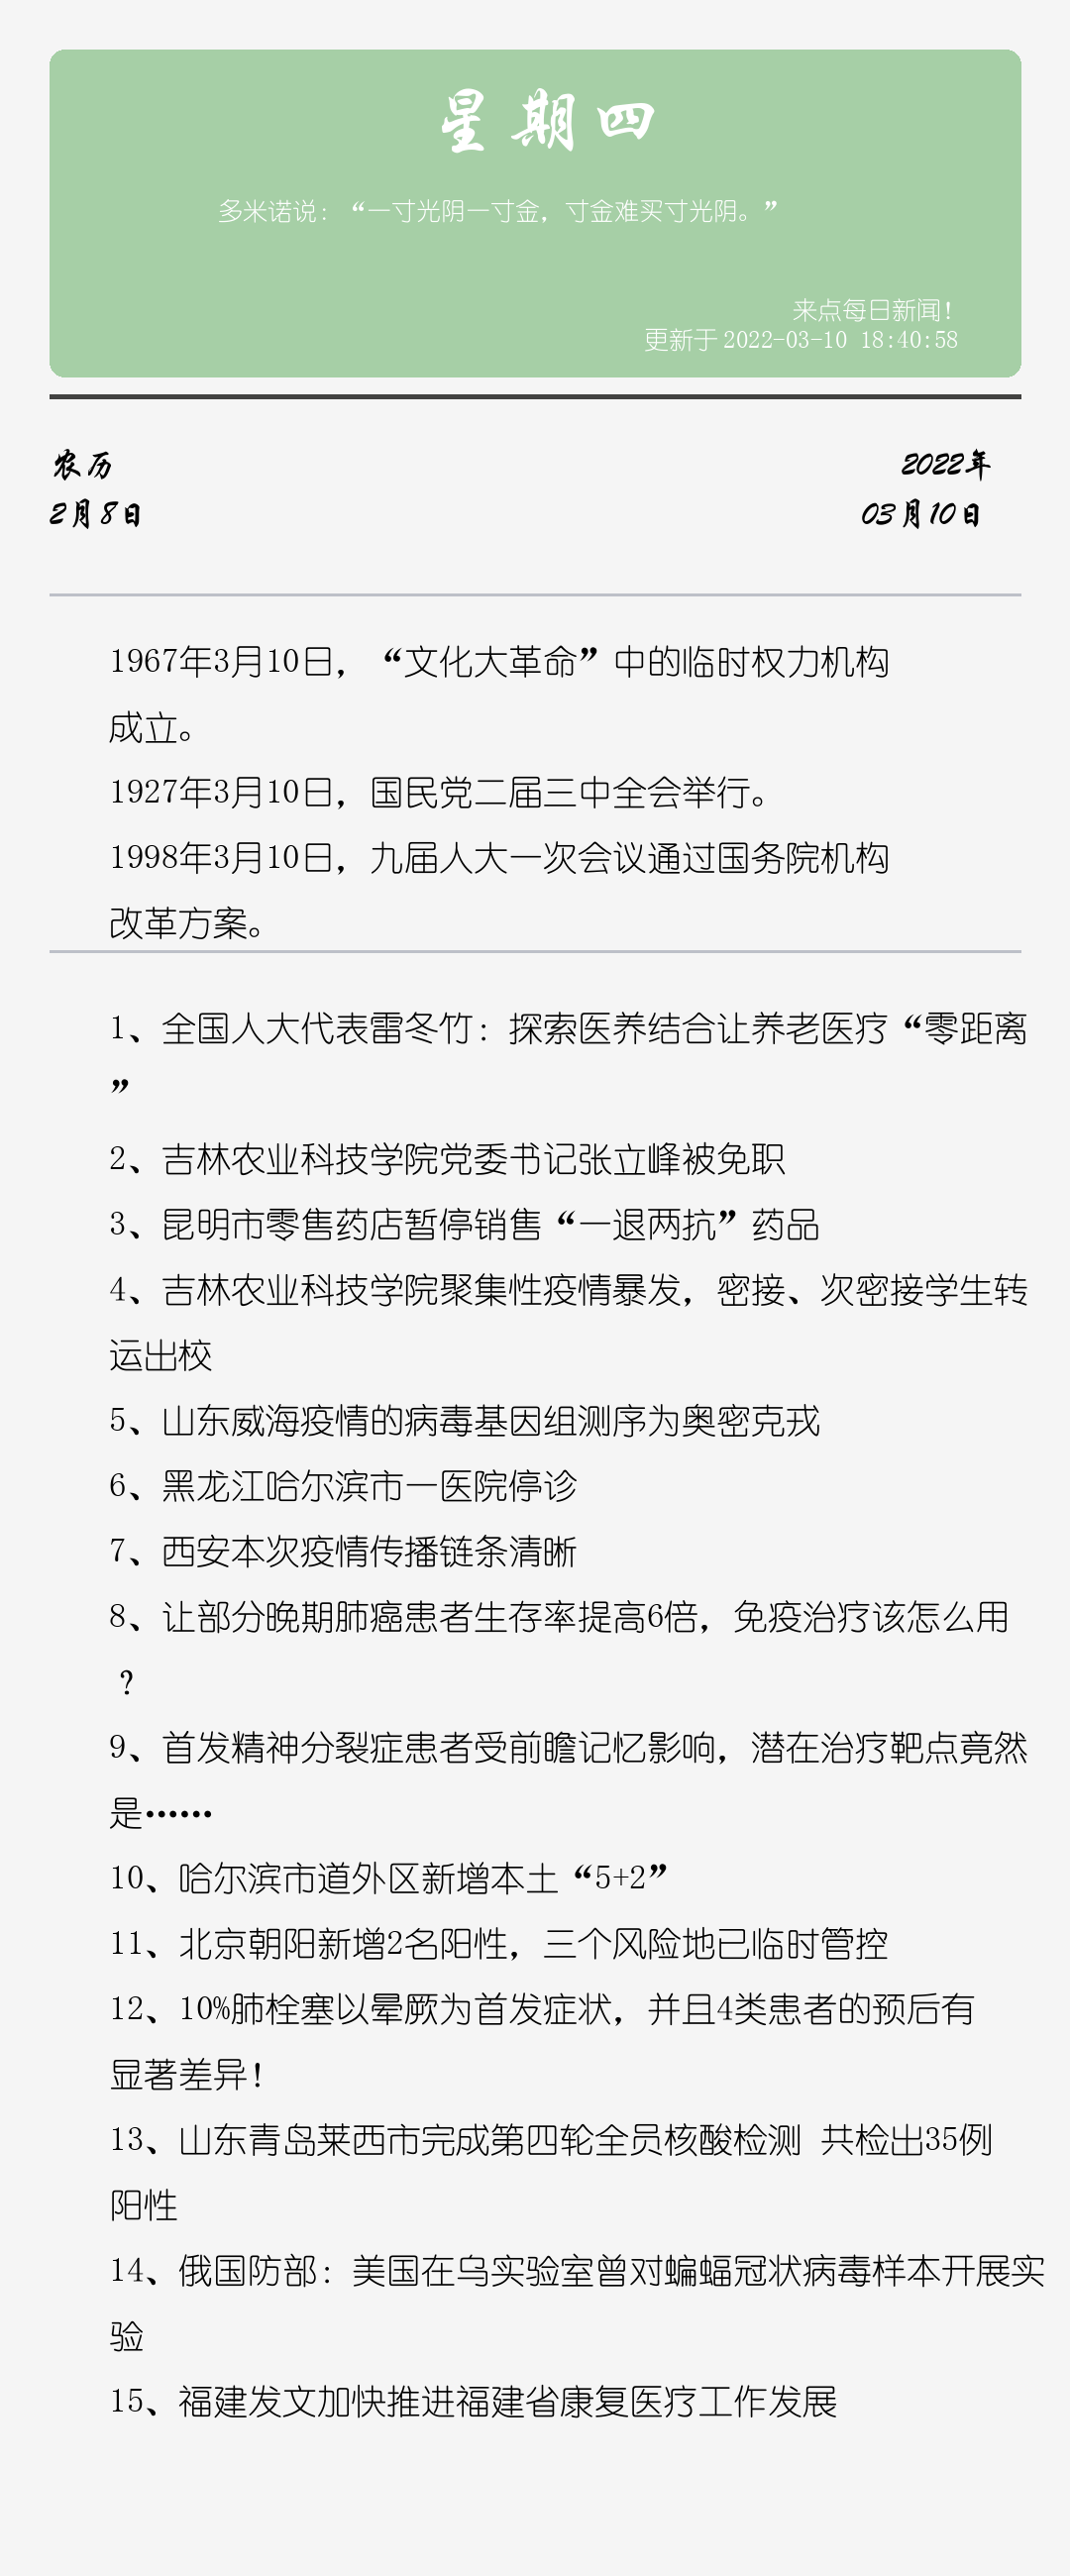 星期四
多米诺说：“一寸光阴一寸金，寸金难买寸光阴。”
来点每日新闻！
更新于 2022-03-10 18:40:58
农历
2022年
2月8日
03月10日
1967年3月10日，“文化大革命”中的临时权力机构
成立。
1927年3月10日，国民党二届三中全会举行。
1998年3月10日，九届人大一次会议通过国务院机构
改革方案。
1、全国人大代表雷冬竹：探索医养结合让养老医疗“零距离
”
2、吉林农业科技学院党委书记张立峰被免职
3、昆明市零售药店暂停销售“一退两抗”药品
4、吉林农业科技学院聚集性疫情暴发，密接、次密接学生转
运出校
5、山东威海疫情的病毒基因组测序为奥密克戎
6、黑龙江哈尔滨市一医院停诊
7、西安本次疫情传播链条清晰
8、让部分晚期肺癌患者生存率提高6倍，免疫治疗该怎么用
？
9、首发精神分裂症患者受前瞻记忆影响，潜在治疗靶点竟然
是……
10、哈尔滨市道外区新增本土“5+2”
11、北京朝阳新增2名阳性，三个风险地已临时管控
12、10%肺栓塞以晕厥为首发症状，并且4类患者的预后有
显著差异！
13、山东青岛莱西市完成第四轮全员核酸检测 共检出35例
阳性
14、俄国防部：美国在乌实验室曾对蝙蝠冠状病毒样本开展实
验
15、福建发文加快推进福建省康复医疗工作发展